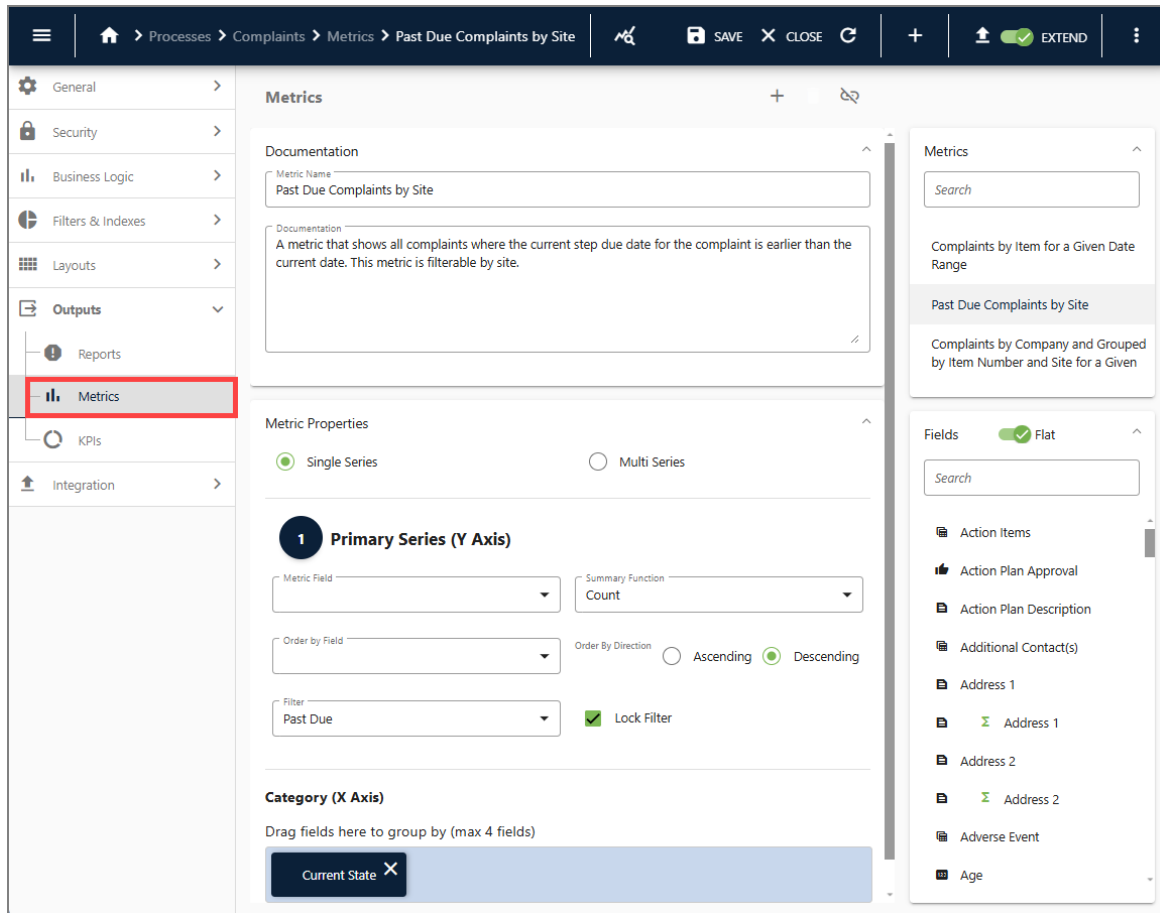 Processes > Complaints > Metrics > Past Due Complaints by Site
SAVE
CLOSE
EXTEND
General
Security
Business Logic
Filters & Indexes
Layouts
Outputs
Reports
Metrics
KPIs
Integration
Metrics
Documentation
Metric Name
Past Due Complaints by Site
Documentation
A metric that shows all complaints where the current step due date for the complaint is earlier than the
current date. This metric is filterable by site.
Metric Properties
Single Series
Multi Series
1
Primary Series (Y Axis)
Metric Field
Summary Function
Count
Order by Field
Order By Direction
Ascending
Descending
Filter
Past Due
Lock Filter
Category (X Axis)
Drag fields here to group by (max 4 fields)
Current State
Metrics
Search
Complaints by Item for a Given Date
Range
Past Due Complaints by Site
Complaints by Company and Grouped
by Item Number and Site for a Given
Fields
Flat
Search
Action Items
Action Plan Approval
Action Plan Description
Additional Contact(s)
Address 1
Σ Address 1
Address 2
Σ Address 2
Adverse Event
Age